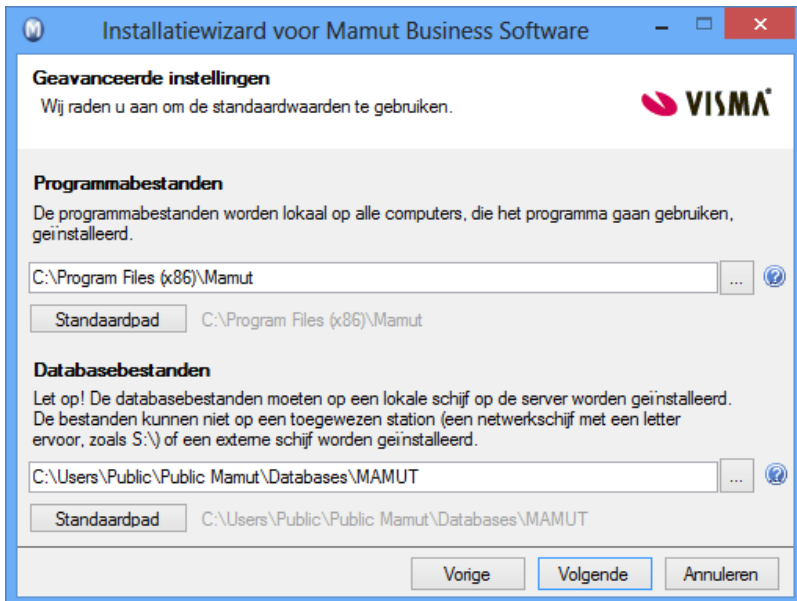 Installatiewizard voor Mamut Business Software
Geavanceerde instellingen
Wij raden u aan om de standaardwaarden te gebruiken.
VISMA
Programmabestanden
De programmabestanden worden lokaal op alle computers, die het programma gaan gebruiken,
geïnstalleerd.
C:\Program Files (x86)\Mamut
...
Standaardpad C:\Program Files (x86)\Mamut
Databasebestanden
Let op! De databasebestanden moeten op een lokale schijf op de server worden geïnstalleerd.
De bestanden kunnen niet op een toegewezen station (een netwerkschijf met een letter
ervoor, zoals S:\) of een externe schijf worden geïnstalleerd.
C:\Users\Public\Public Mamut\Databases\MAMUT
...
Standaardpad C:\Users\Public\Public Mamut\Databases\MAMUT
Vorige Volgende Annuleren